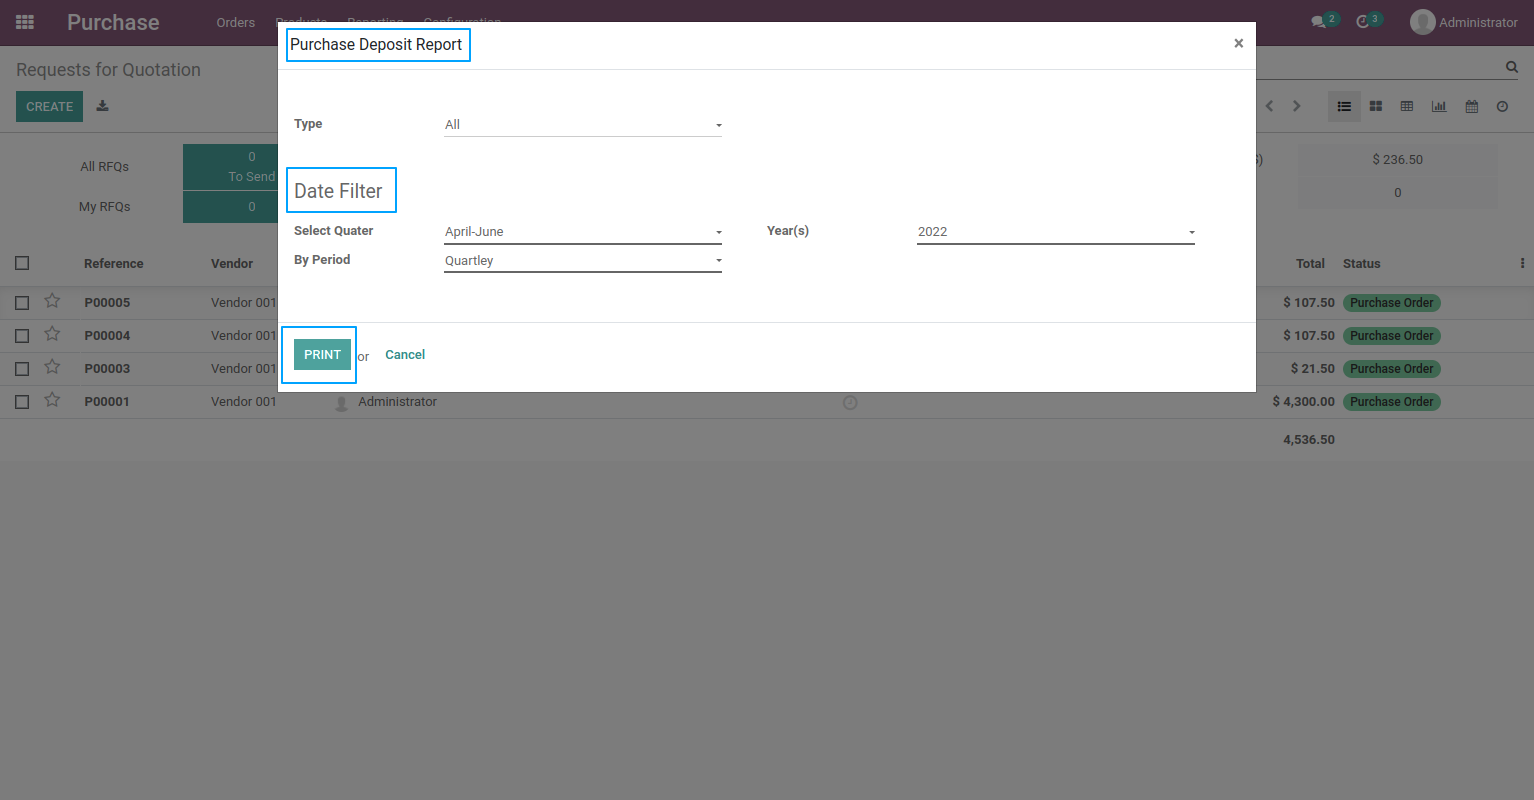 Purchase
Orders
Products
Reporting
Configuration
2
3
Administrator
Purchase Deposit Report
×
Requests for Quotation
CREATE
Type
All
All RFQs
0
To Send
My RFQs
0
$ 236.50
0
Date Filter
Select Quater
April-June
Year(s)
2022
By Period
Quartley
Reference
Vendor
Total
Status
P00005
Vendor 001
$ 107.50
Purchase Order
P00004
Vendor 001
$ 107.50
Purchase Order
PRINT
or
Cancel
P00003
Vendor 001
$ 21.50
Purchase Order
P00001
Vendor 001
Administrator
$ 4,300.00
Purchase Order
4,536.50